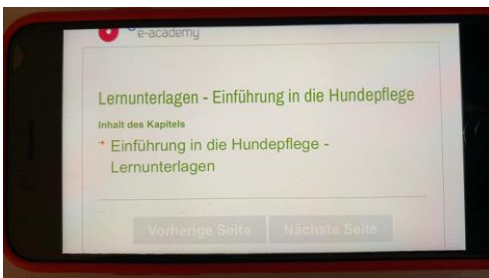 e-academy
Lernunterlagen - Einführung in die Hundepflege
Inhalt des Kapitels
Einführung in die Hundepflege -
Lernunterlagen
Vorherige Seite Nächste Seite